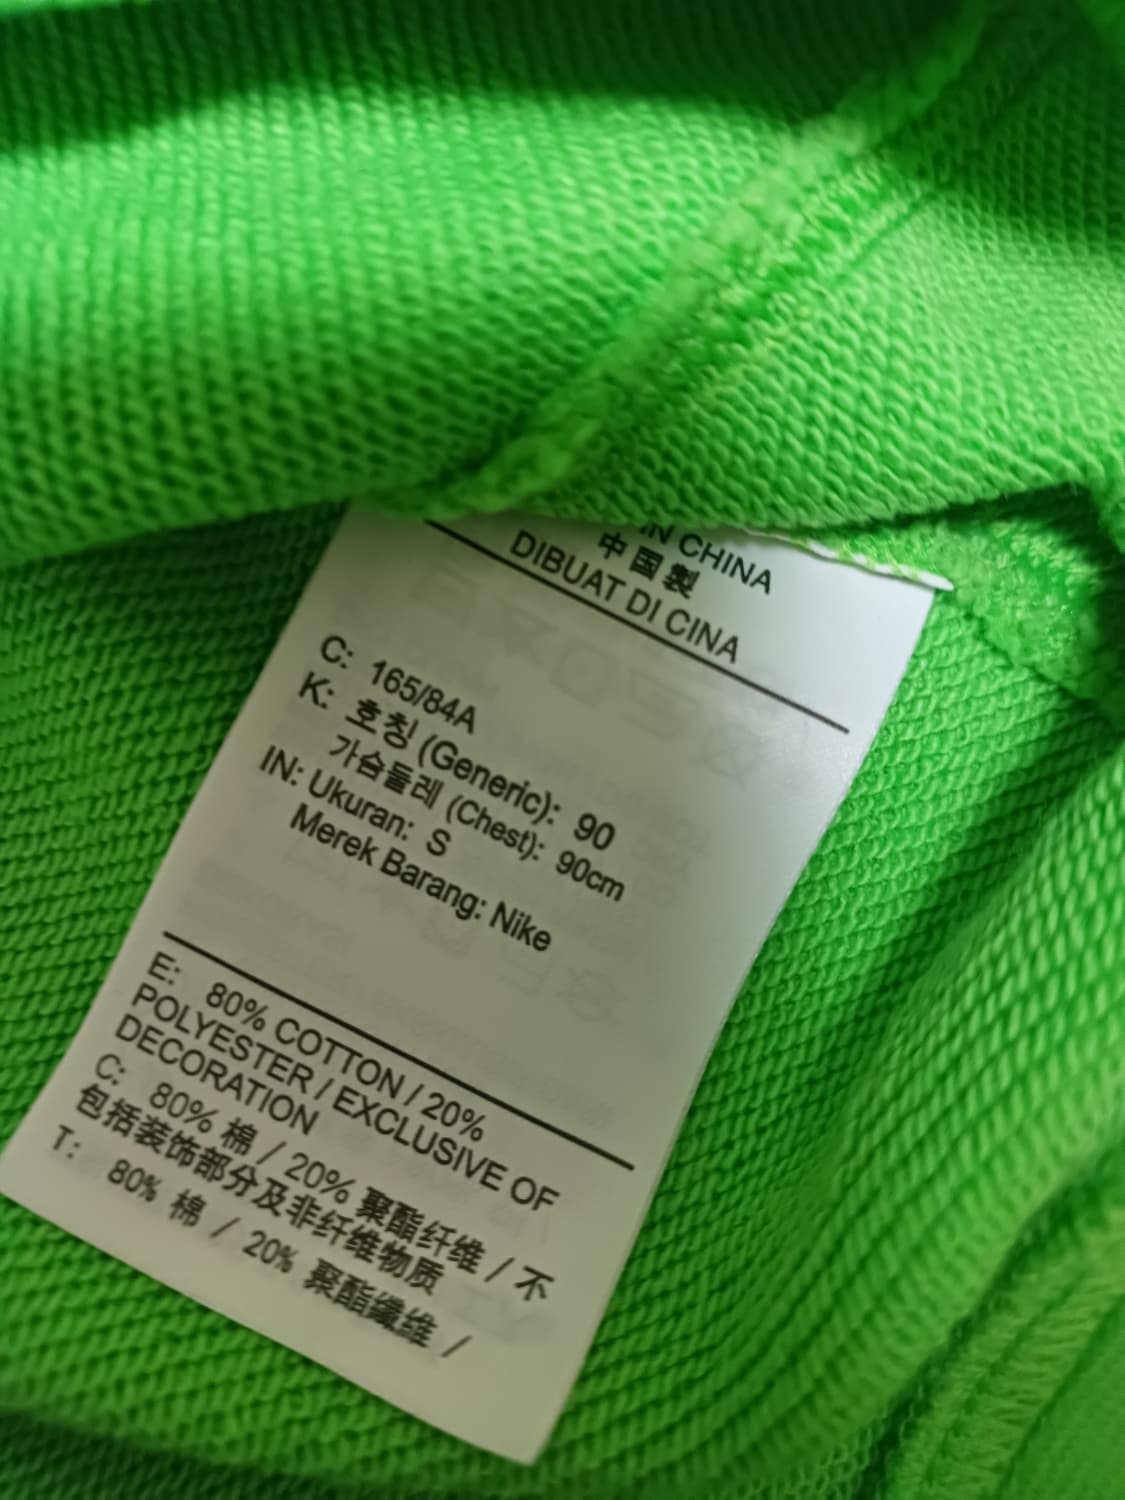 IN CHINA
中国製
DIBUAT DI CINA
C: 165/84A
K: 호칭 (Generic): 90
가슴둘레 (Chest): 90cm
IN: Ukuran: S
Merek Barang: Nike
E: 80% COTTON / 20%
POLYESTER / EXCLUSIVE OF
DECORATION
C: 80% 棉 / 20% 聚酯纤维 / 不
包括装饰部分及非纤维物质
T: 80% 棉 / 20% 聚酯纖維 /